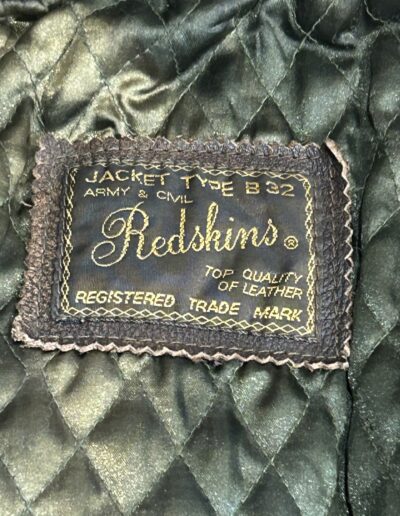 JACKET TYPE B 32
ARMY & CIVIL
Redskins ®
TOP QUALITY
OF LEATHER
REGISTERED TRADE MARK